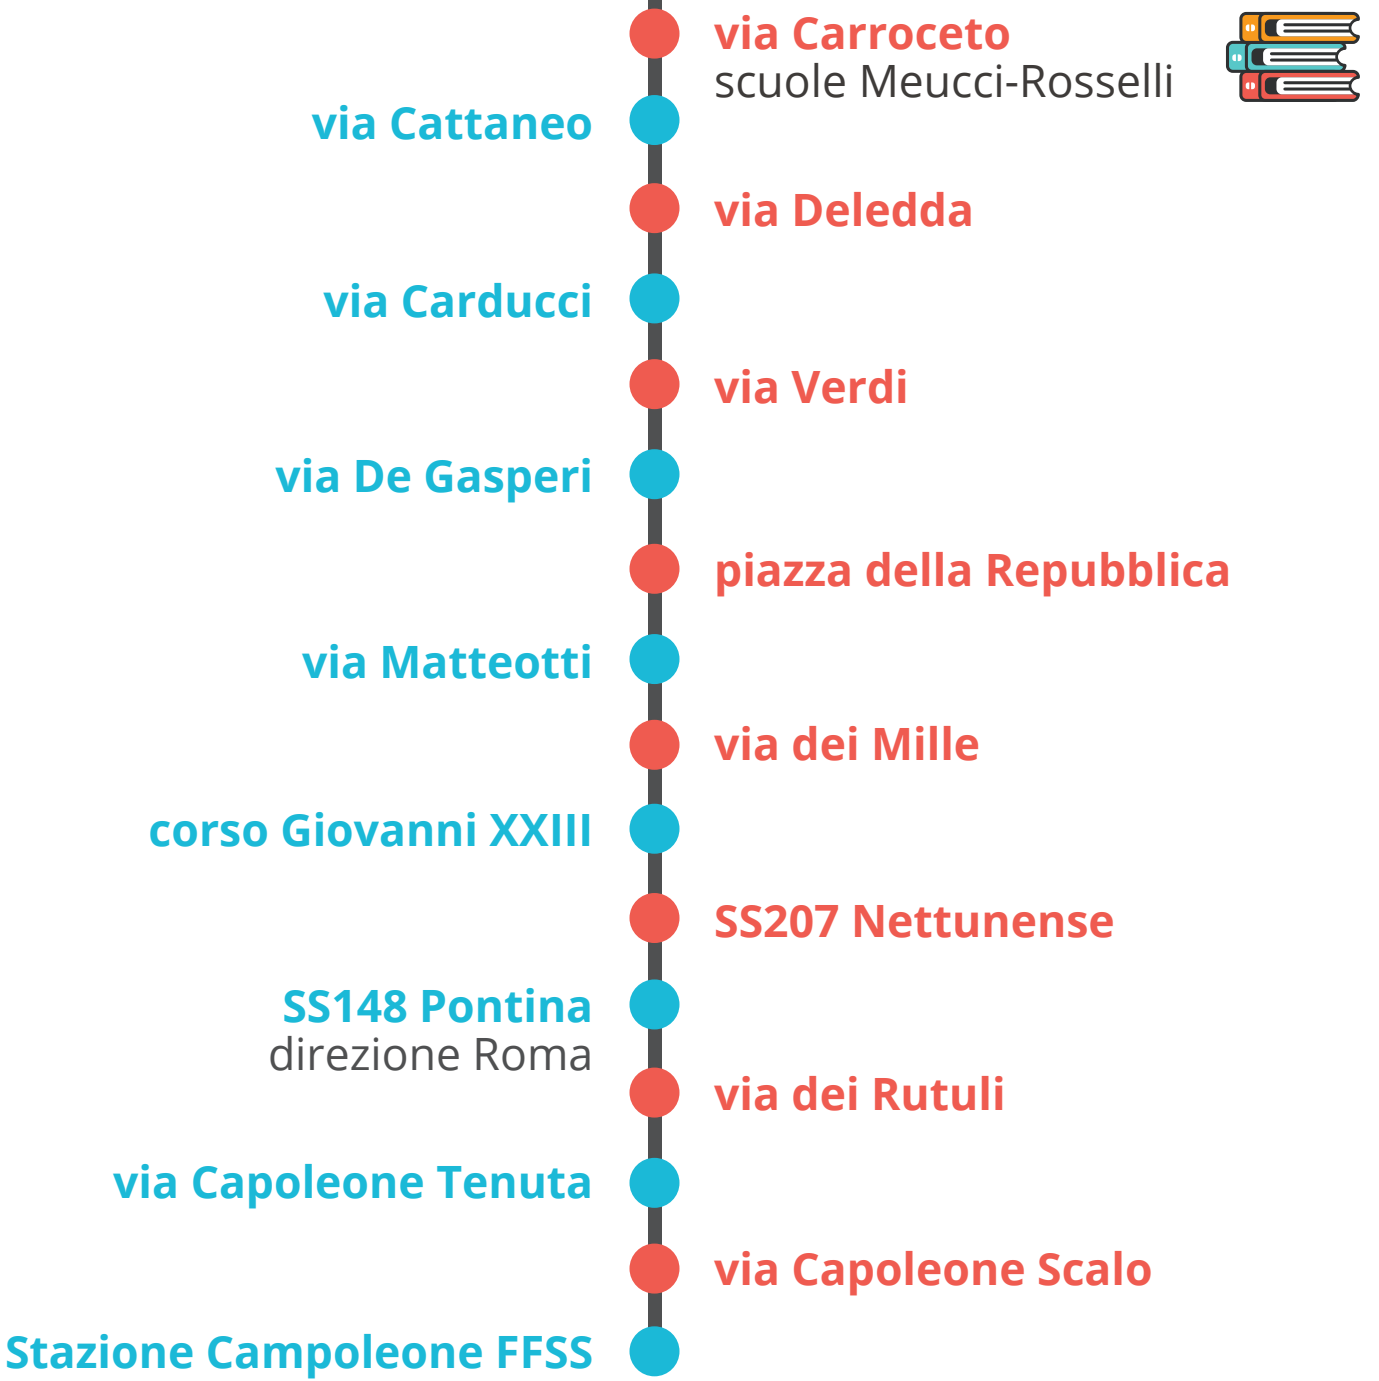 via Carroceto
scuole Meucci-Rosselli
via Cattaneo
via Deledda
via Carducci
via Verdi
via De Gasperi
piazza della Repubblica
via Matteotti
via dei Mille
corso Giovanni XXIII
SS207 Nettunense
SS148 Pontina
direzione Roma
via dei Rutuli
via Capoleone Tenuta
via Capoleone Scalo
Stazione Campoleone FFSS